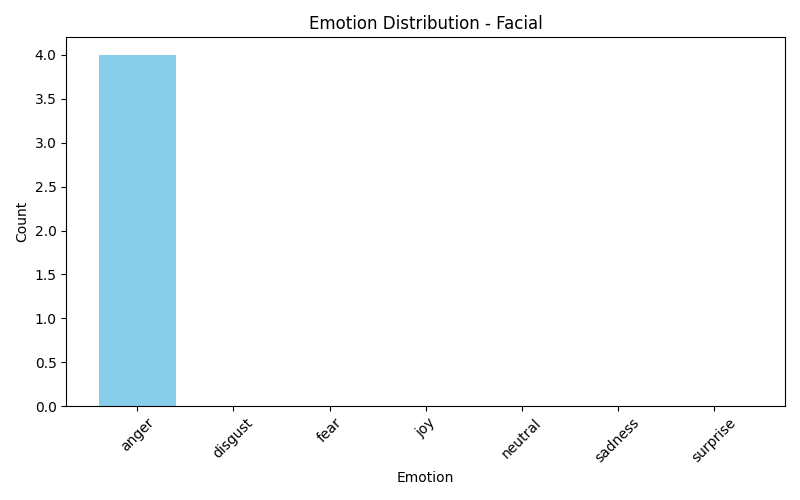 Emotion Distribution - Facial
4.0
3.5
3.0
2.5
2.0
1.5
1.0
0.5
0.0
Count
anger
disgust
fear
joy
neutral
sadness
surprise
Emotion